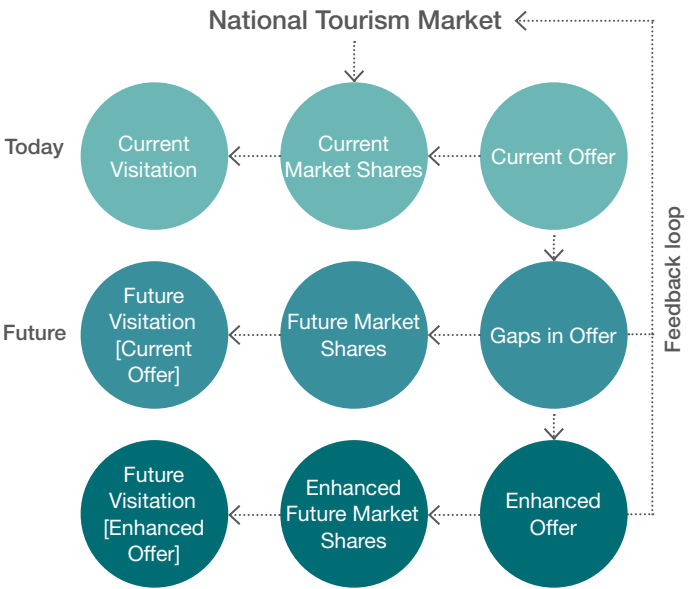 National Tourism Market
Today
Current
Visitation
Current
Market Shares
Current Offer
Future
Future
Visitation
[Current
Offer]
Future Market
Shares
Gaps in Offer
Feedback loop
Future
Visitation
[Enhanced
Offer]
Enhanced
Future Market
Shares
Enhanced
Offer